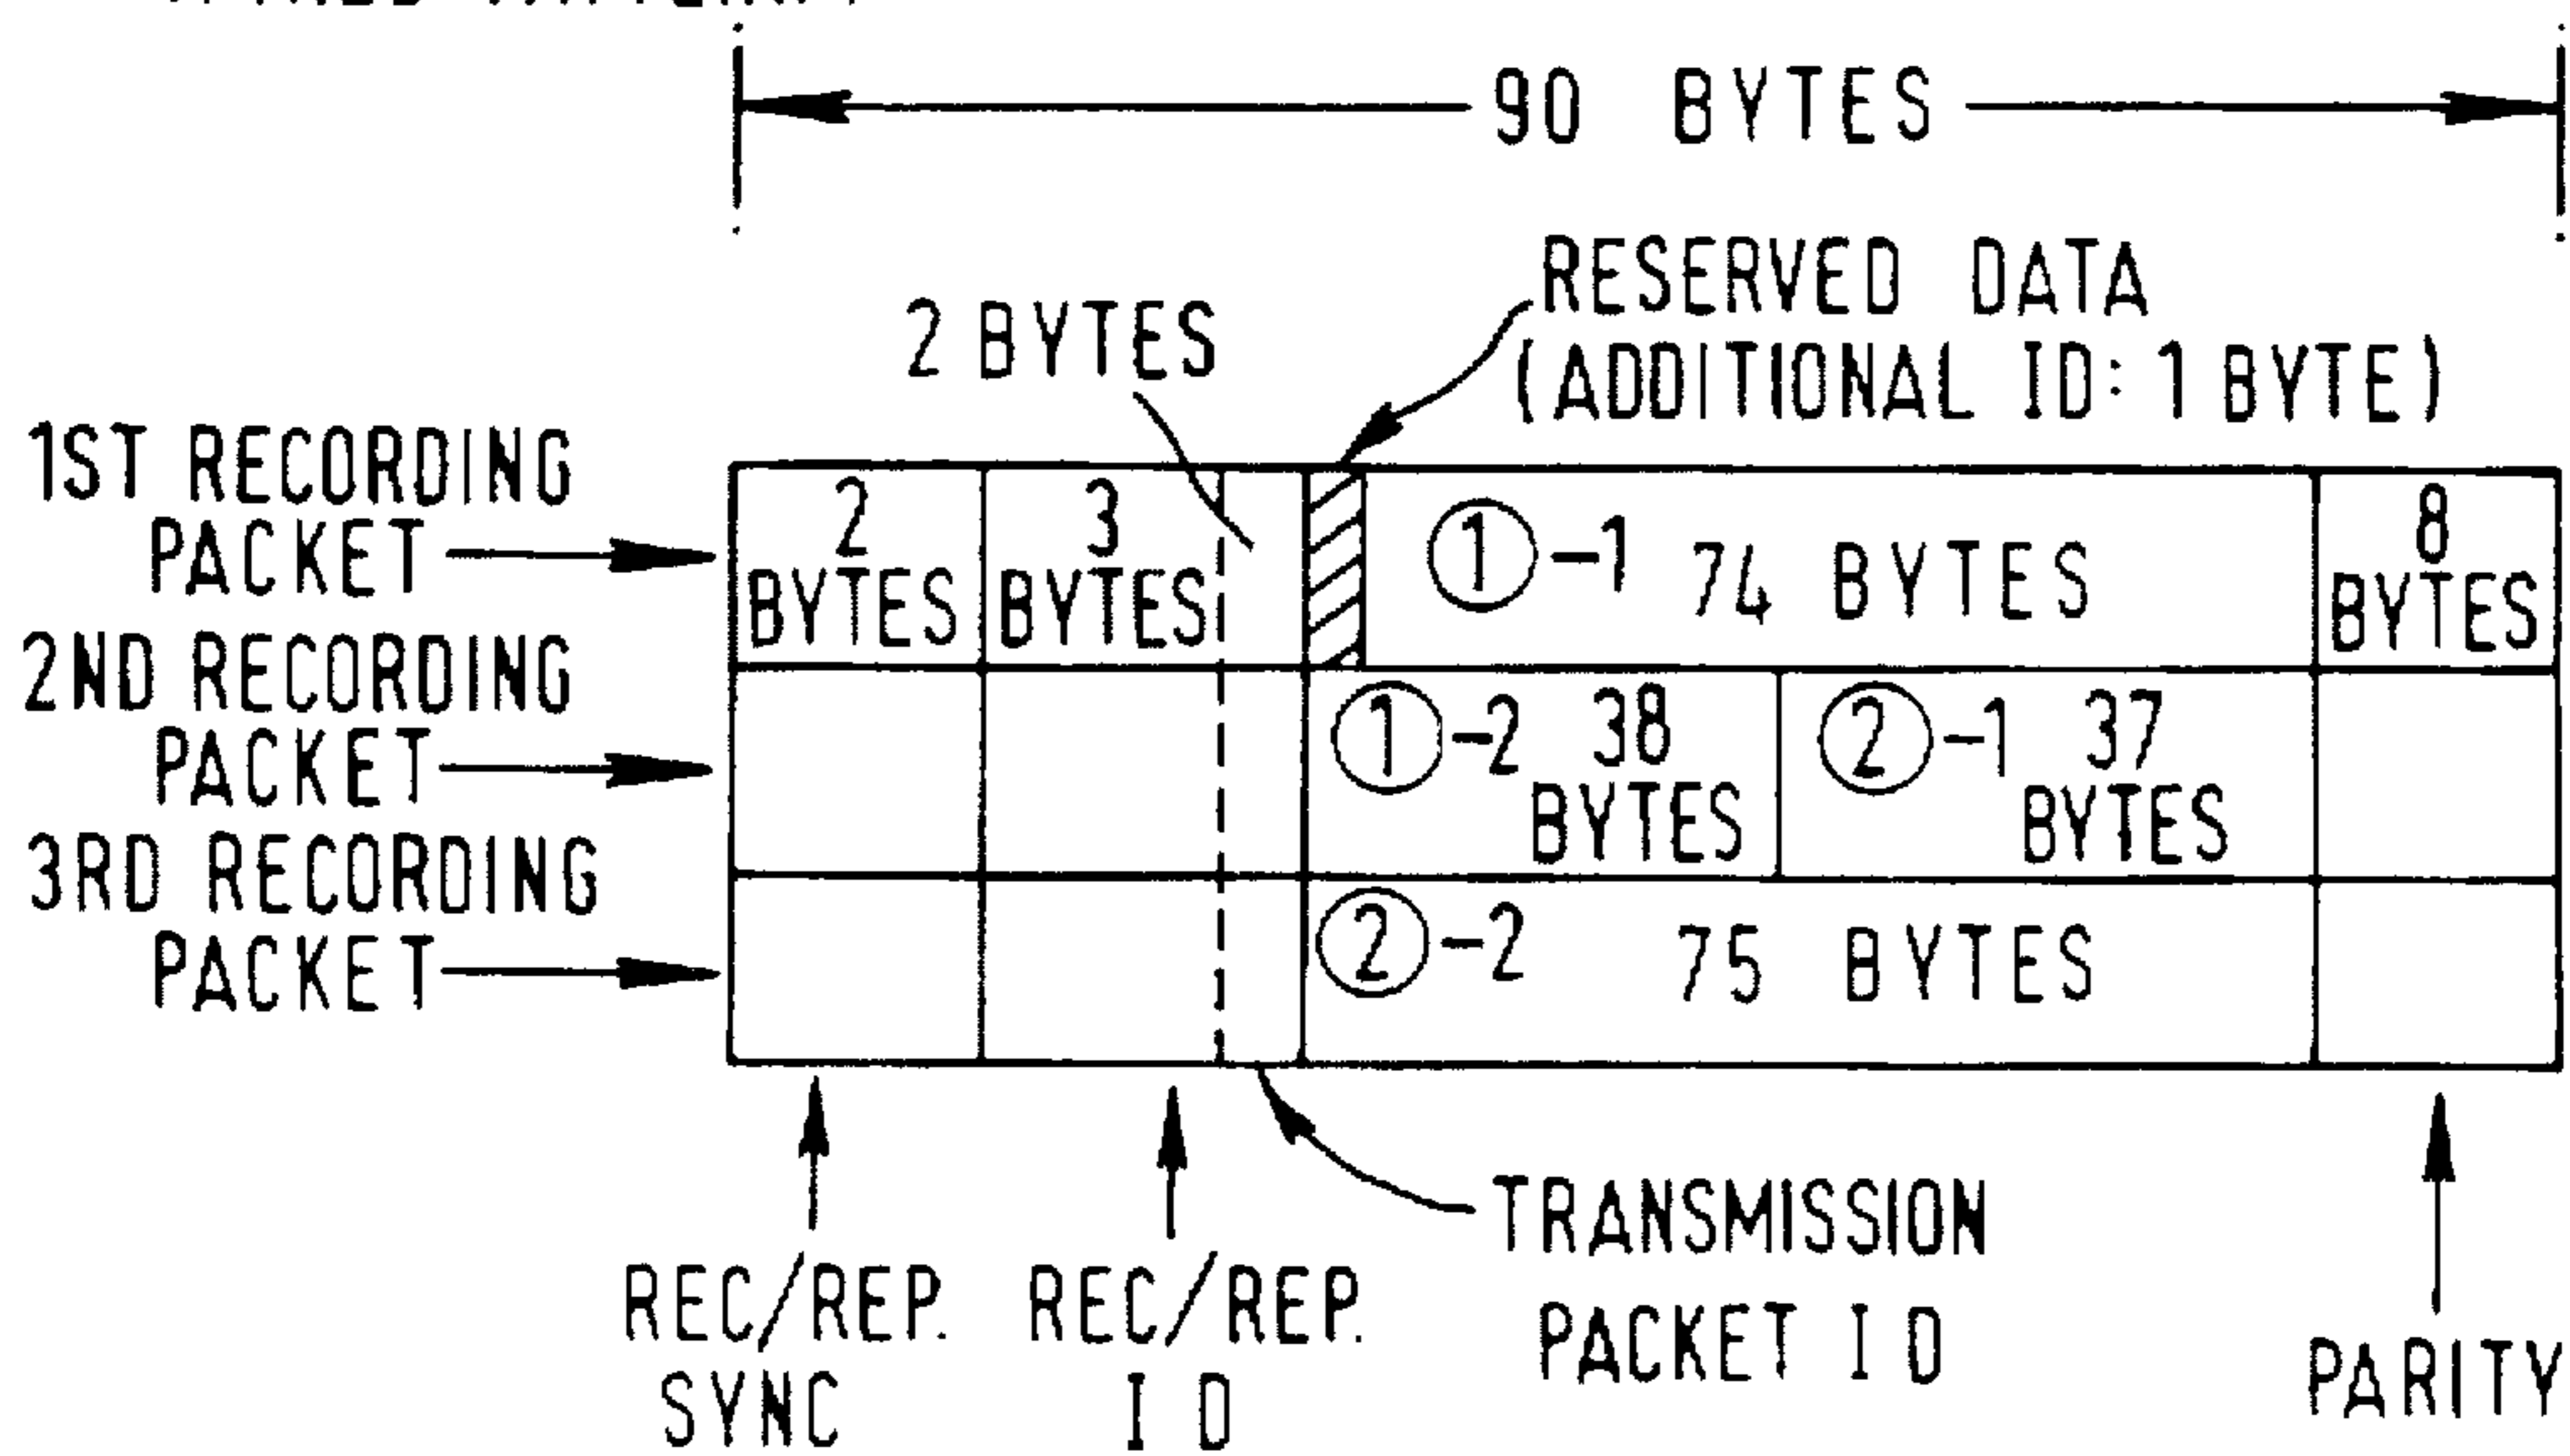 90 BYTES
RESERVED DATA
(ADDITIONAL ID: 1 BYTE)
2 BYTES
1ST RECORDING
PACKET
2
BYTES
3
BYTES
①-1 74 BYTES
8
BYTES
2ND RECORDING
PACKET
①-2 38
BYTES
②-1 37
BYTES
3RD RECORDING
PACKET
②-2 75 BYTES
REC/REP.
SYNC
REC/REP.
ID
TRANSMISSION
PACKET ID
PARITY